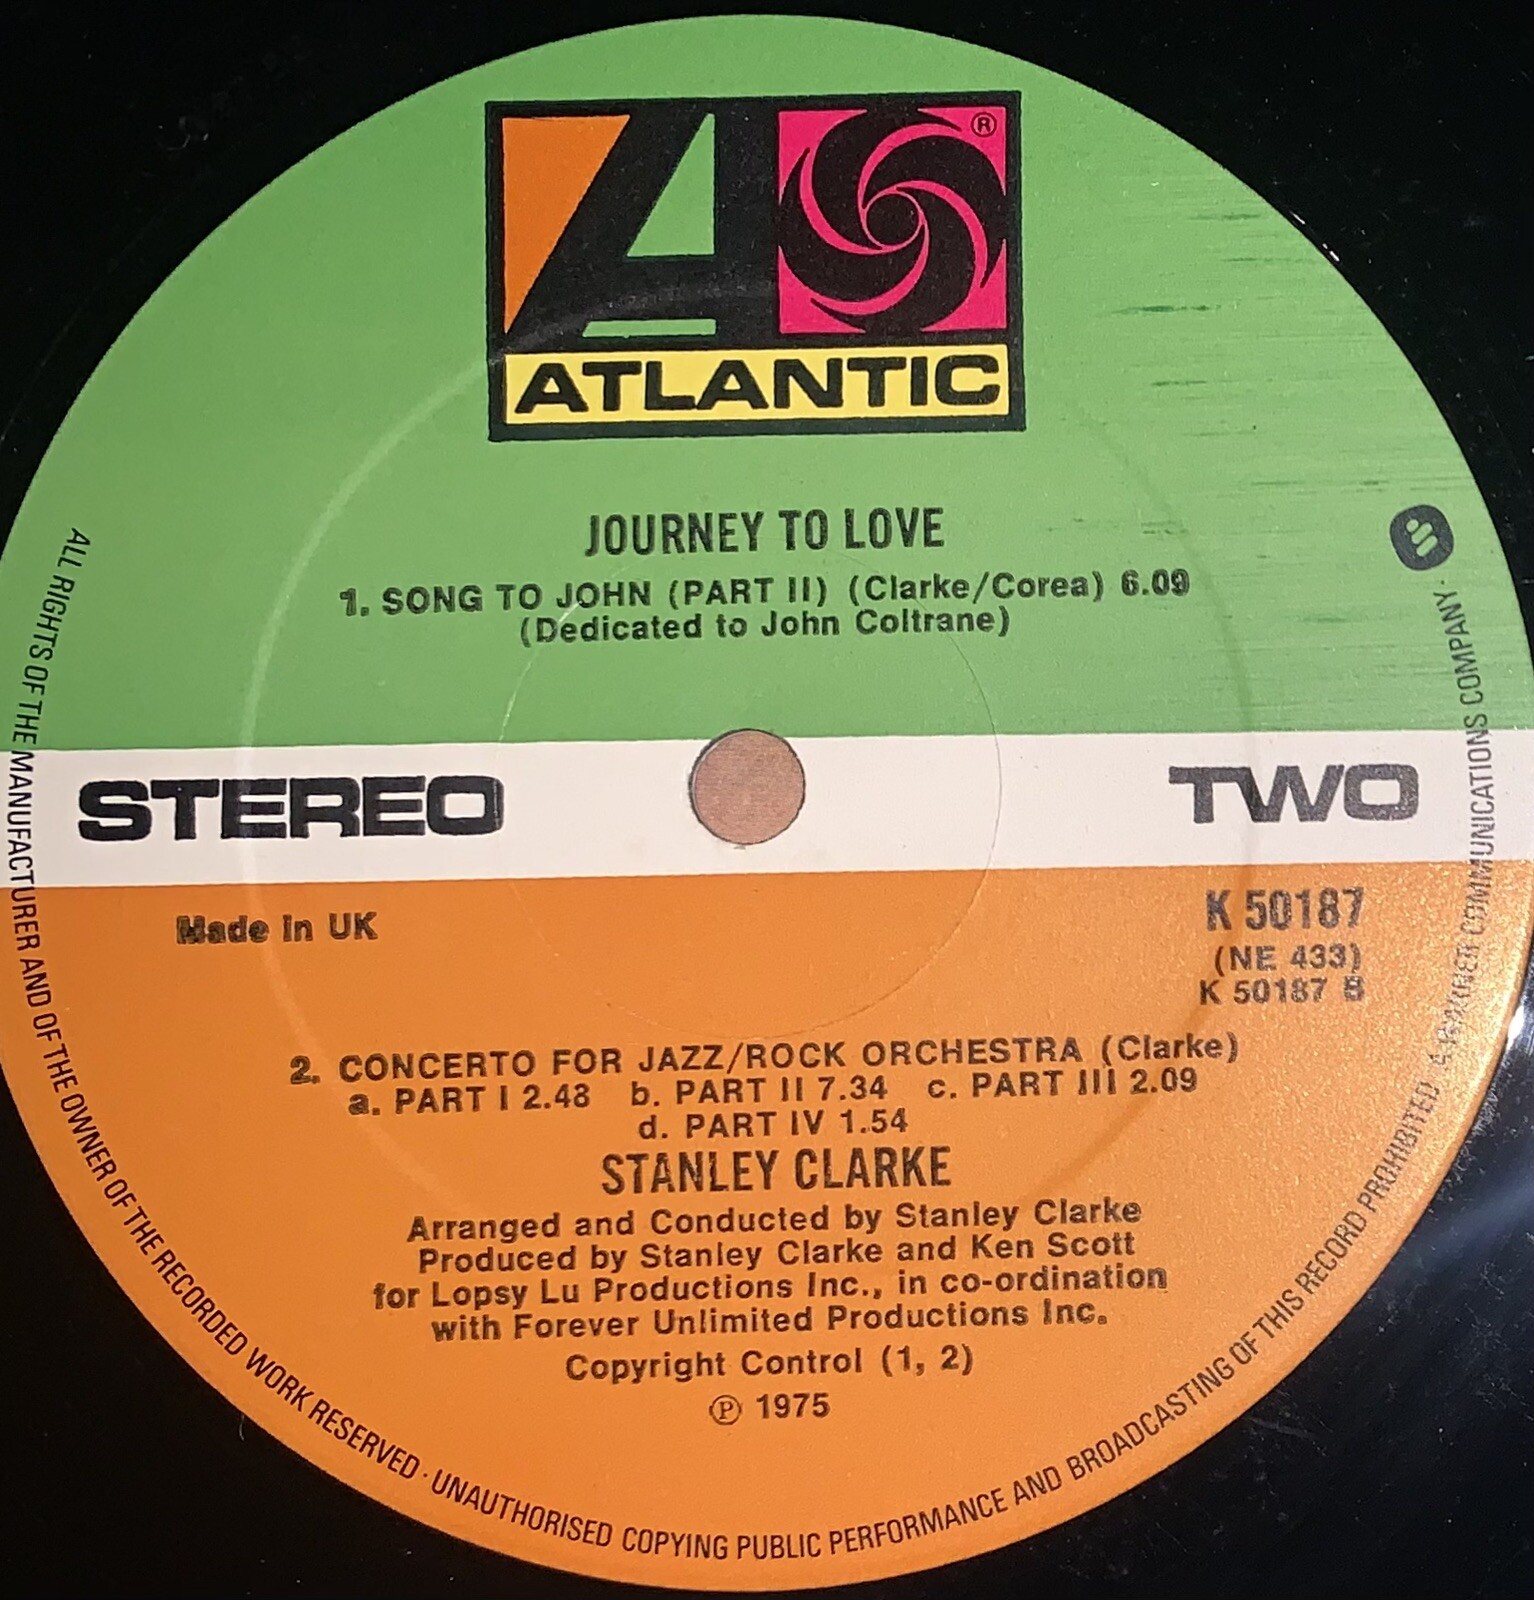 ®
ATLANTIC
JOURNEY TO LOVE
1. SONG TO JOHN (PART II) (Clarke/Corea) 6.09
(Dedicated to John Coltrane)
STEREO
TWO
Made in UK
K 50187
(NE 433)
K 50187 B
2. CONCERTO FOR JAZZ/ROCK ORCHESTRA (Clarke)
a. PART I 2.48 b. PART II 7.34 c. PART III 2.09
d. PART IV 1.54
STANLEY CLARKE
Arranged and Conducted by Stanley Clarke
Produced by Stanley Clarke and Ken Scott
for Lopsy Lu Productions Inc., in co-ordination
with Forever Unlimited Productions Inc.
Copyright Control (1, 2)
℗ 1975
ALL RIGHTS OF THE MANUFACTURER AND OF THE OWNER OF THE RECORDED WORK RESERVED · UNAUTHORISED COPYING PUBLIC PERFORMANCE AND BROADCASTING OF THIS RECORD PROHIBITED A WARNER COMMUNICATIONS COMPANY ·